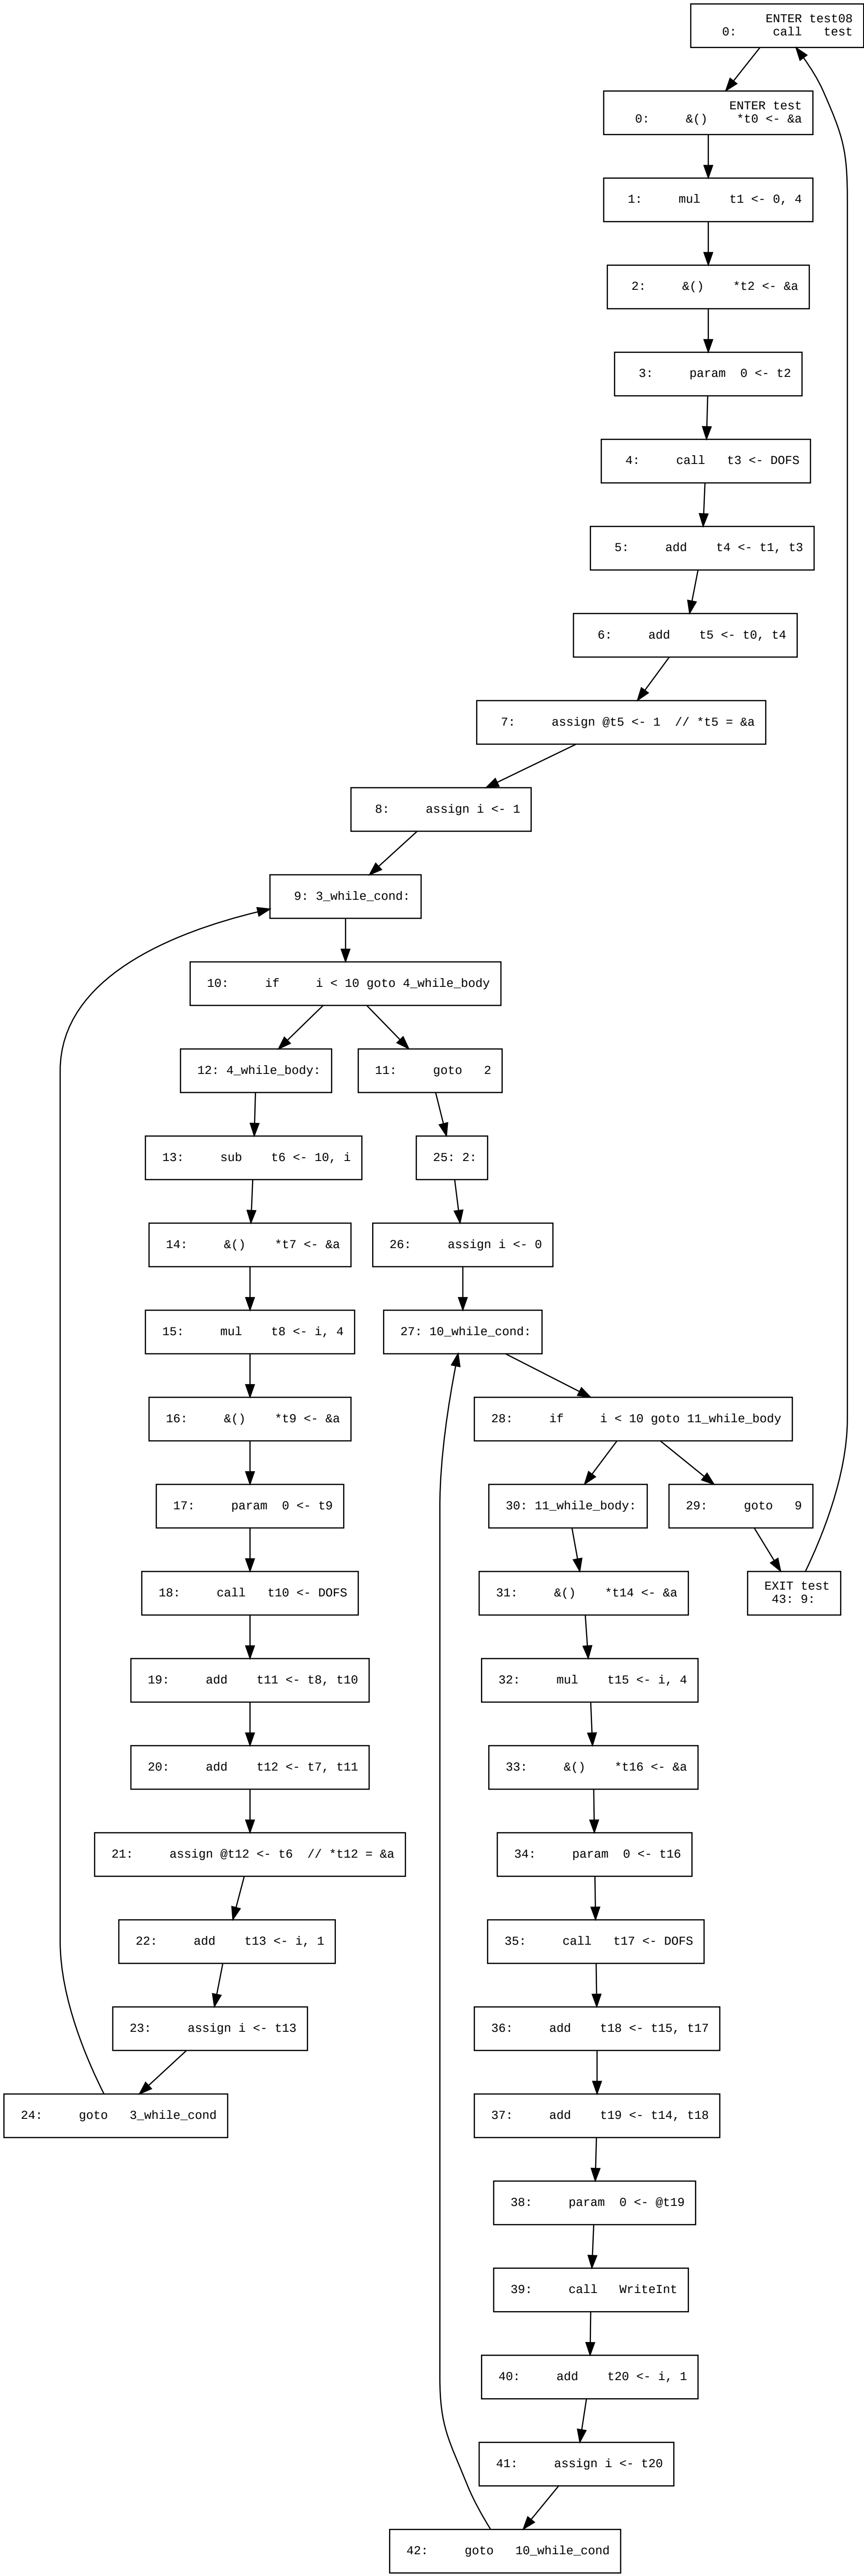 ENTER test08
0:     call   test
ENTER test
0:     &()    *t0 <- &a
1:     mul    t1 <- 0, 4
2:     &()    *t2 <- &a
3:     param  0 <- t2
4:     call   t3 <- DOFS
5:     add    t4 <- t1, t3
6:     add    t5 <- t0, t4
7:     assign @t5 <- 1  // *t5 = &a
8:     assign i <- 1
9: 3_while_cond:
10:     if     i < 10 goto 4_while_body
12: 4_while_body:
11:     goto   2
13:     sub    t6 <- 10, i
25: 2:
14:     &()    *t7 <- &a
26:     assign i <- 0
15:     mul    t8 <- i, 4
27: 10_while_cond:
16:     &()    *t9 <- &a
28:     if     i < 10 goto 11_while_body
17:     param  0 <- t9
30: 11_while_body:
29:     goto   9
18:     call   t10 <- DOFS
31:     &()    *t14 <- &a
EXIT test
43: 9:
19:     add    t11 <- t8, t10
32:     mul    t15 <- i, 4
20:     add    t12 <- t7, t11
33:     &()    *t16 <- &a
21:     assign @t12 <- t6  // *t12 = &a
34:     param  0 <- t16
22:     add    t13 <- i, 1
35:     call   t17 <- DOFS
23:     assign i <- t13
36:     add    t18 <- t15, t17
24:     goto   3_while_cond
37:     add    t19 <- t14, t18
38:     param  0 <- @t19
39:     call   WriteInt
40:     add    t20 <- i, 1
41:     assign i <- t20
42:     goto   10_while_cond